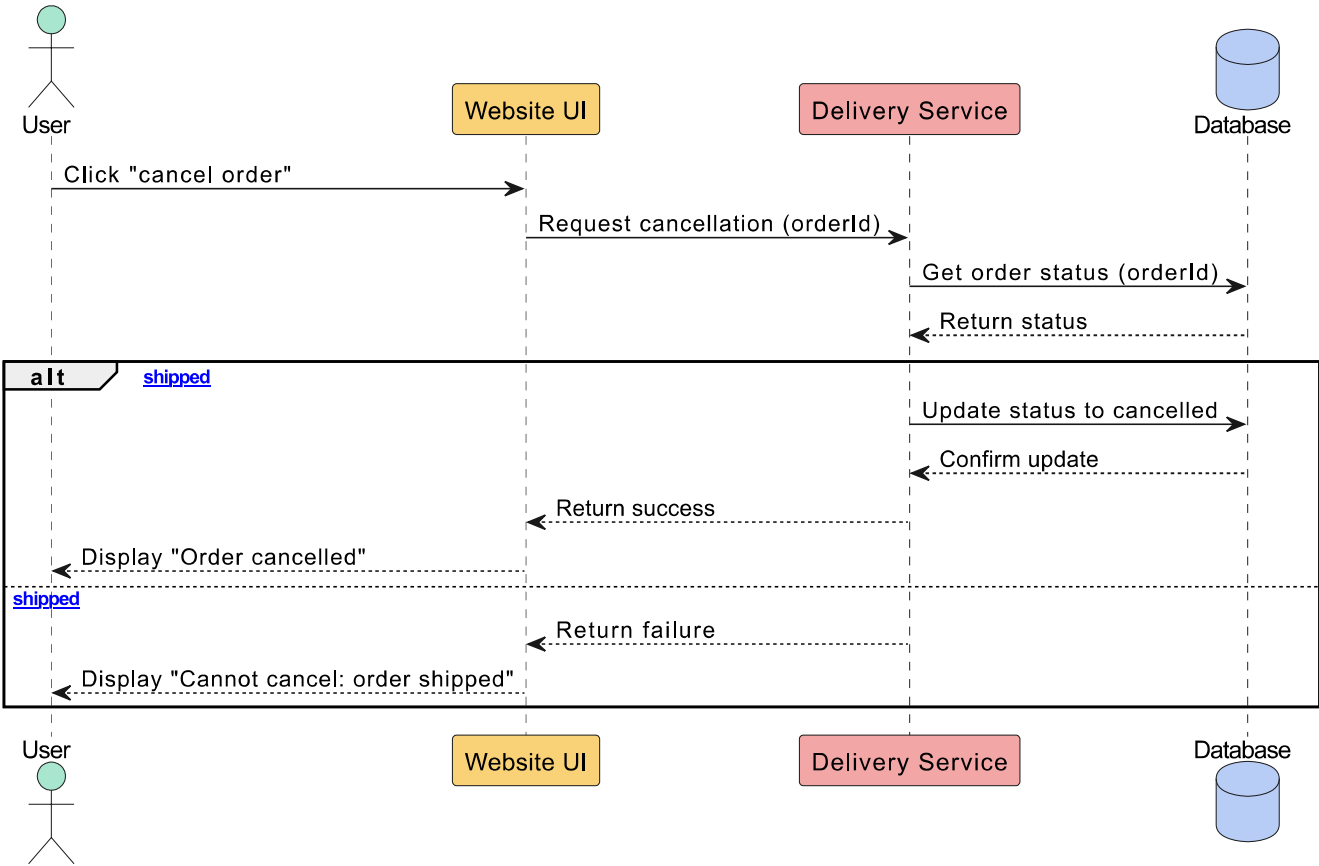 User
Website UI
Delivery Service
Database
Click "cancel order"
Request cancellation (orderId)
Get order status (orderId)
Return status
alt
shipped
Update status to cancelled
Confirm update
Return success
Display "Order cancelled"
shipped
Return failure
Display "Cannot cancel: order shipped"
User
Website UI
Delivery Service
Database